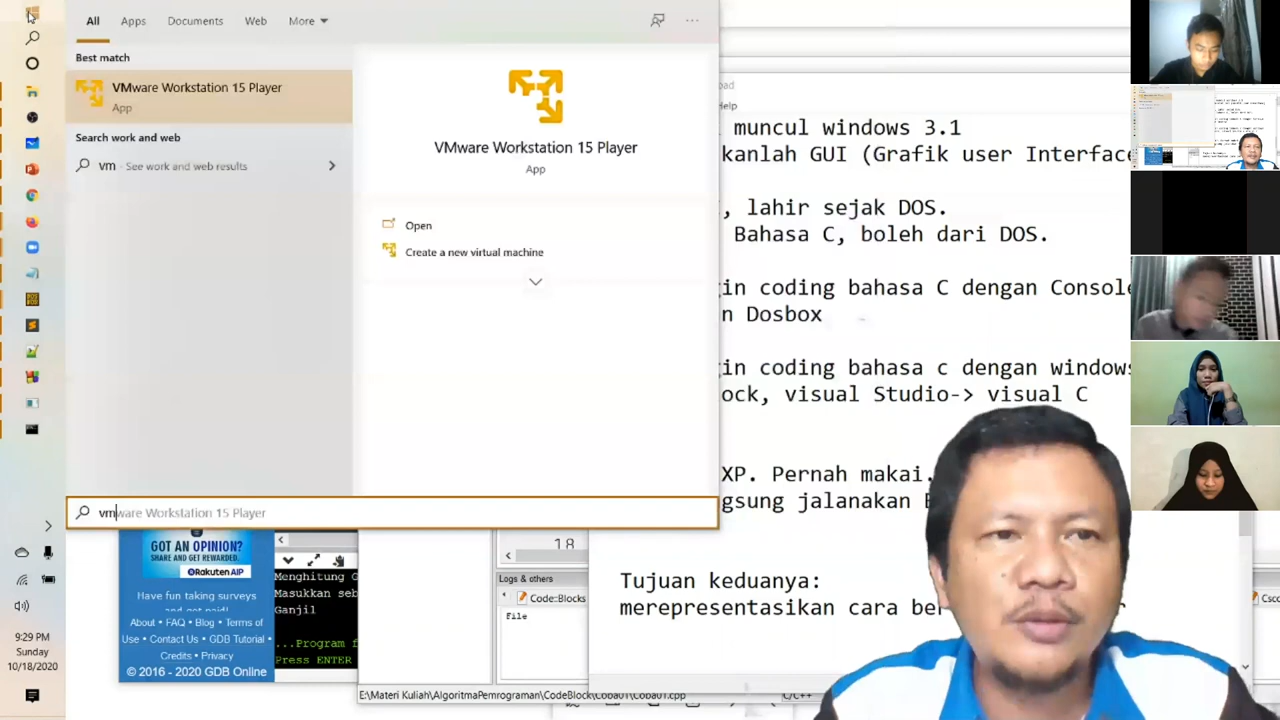 All
Apps
Documents
Web
More
Best match
VMware Workstation 15 Player
App
Search work and web
vm - See work and web results
VMware Workstation 15 Player
App
Open
Create a new virtual machine
vmware Workstation 15 Player
Help
muncul windows 3.1
kanlah GUI (Grafik user Interface
, lahir sejak DOS.
Bahasa C, boleh dari DOS.
coding bahasa C dengan Console
Dosbox
coding bahasa c dengan windows
ock, visual Studio-> visual C
XP. Pernah makai.
gsung jalanakan
Tujuan keduanya:
merepresentasikan cara
GOT AN OPINION?
SHARE AND GET REWARDED.
Rakuten AIP
Have fun taking surveys
and get paid!
About • FAQ • Blog • Terms of
Use • Contact Us • GDB Tutorial •
Credits • Privacy
© 2016 - 2020 GDB Online
Menghitung G
Masukkan seb
Ganjil
...Program f
Press ENTER
18
Logs & others
Code::Blocks
File
E:\Materi Kuliah\AlgoritmaPemrograman\CodeBlock\Coba01\Coba01.cpp
C/C++
9:29 PM
Sunday
10/18/2020